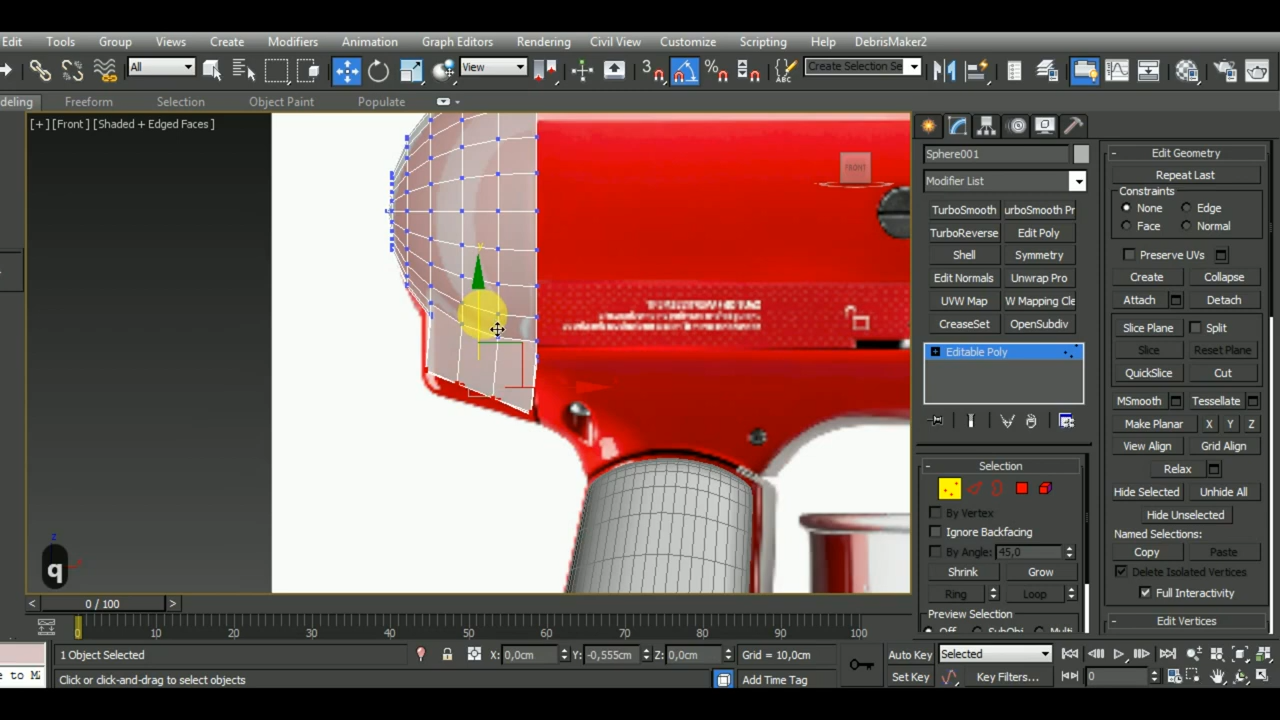 Edit Tools Group Views Create Modifiers Animation Graph Editors Rendering Civil View Customize Scripting Help DebrisMaker2
All View 3 % ABC Create Selection Se
deling Freeform Selection Object Paint Populate
[+] [Front] [Shaded + Edged Faces]
FRONT
Sphere001
Modifier List
TurboSmooth urboSmooth Pr
TurboReverse Edit Poly
Shell Symmetry
Edit Normals Unwrap Pro
UVW Map W Mapping Cle
CreaseSet OpenSubdiv
Editable Poly
Selection
By Vertex
Ignore Backfacing
By Angle: 45,0
Shrink Grow
Ring Loop
Preview Selection
Off SubObj Multi
Edit Geometry
Repeat Last
Constraints
None Edge
Face Normal
Preserve UVs
Create Collapse
Attach Detach
Slice Plane Split
Slice Reset Plane
QuickSlice Cut
MSmooth Tessellate
Make Planar X Y Z
View Align Grid Align
Relax
Hide Selected Unhide All
Hide Unselected
Named Selections:
Copy Paste
Delete Isolated Vertices
Full Interactivity
Edit Vertices
y
z
q
< 0 / 100 >
0 10 20 30 40 50 60 70 80 90 100
1 Object Selected X: 0,0cm Y: -0,555cm Z: 0,0cm Grid = 10,0cm Auto Key Selected
Click or click-and-drag to select objects Add Time Tag Set Key Key Filters... 0